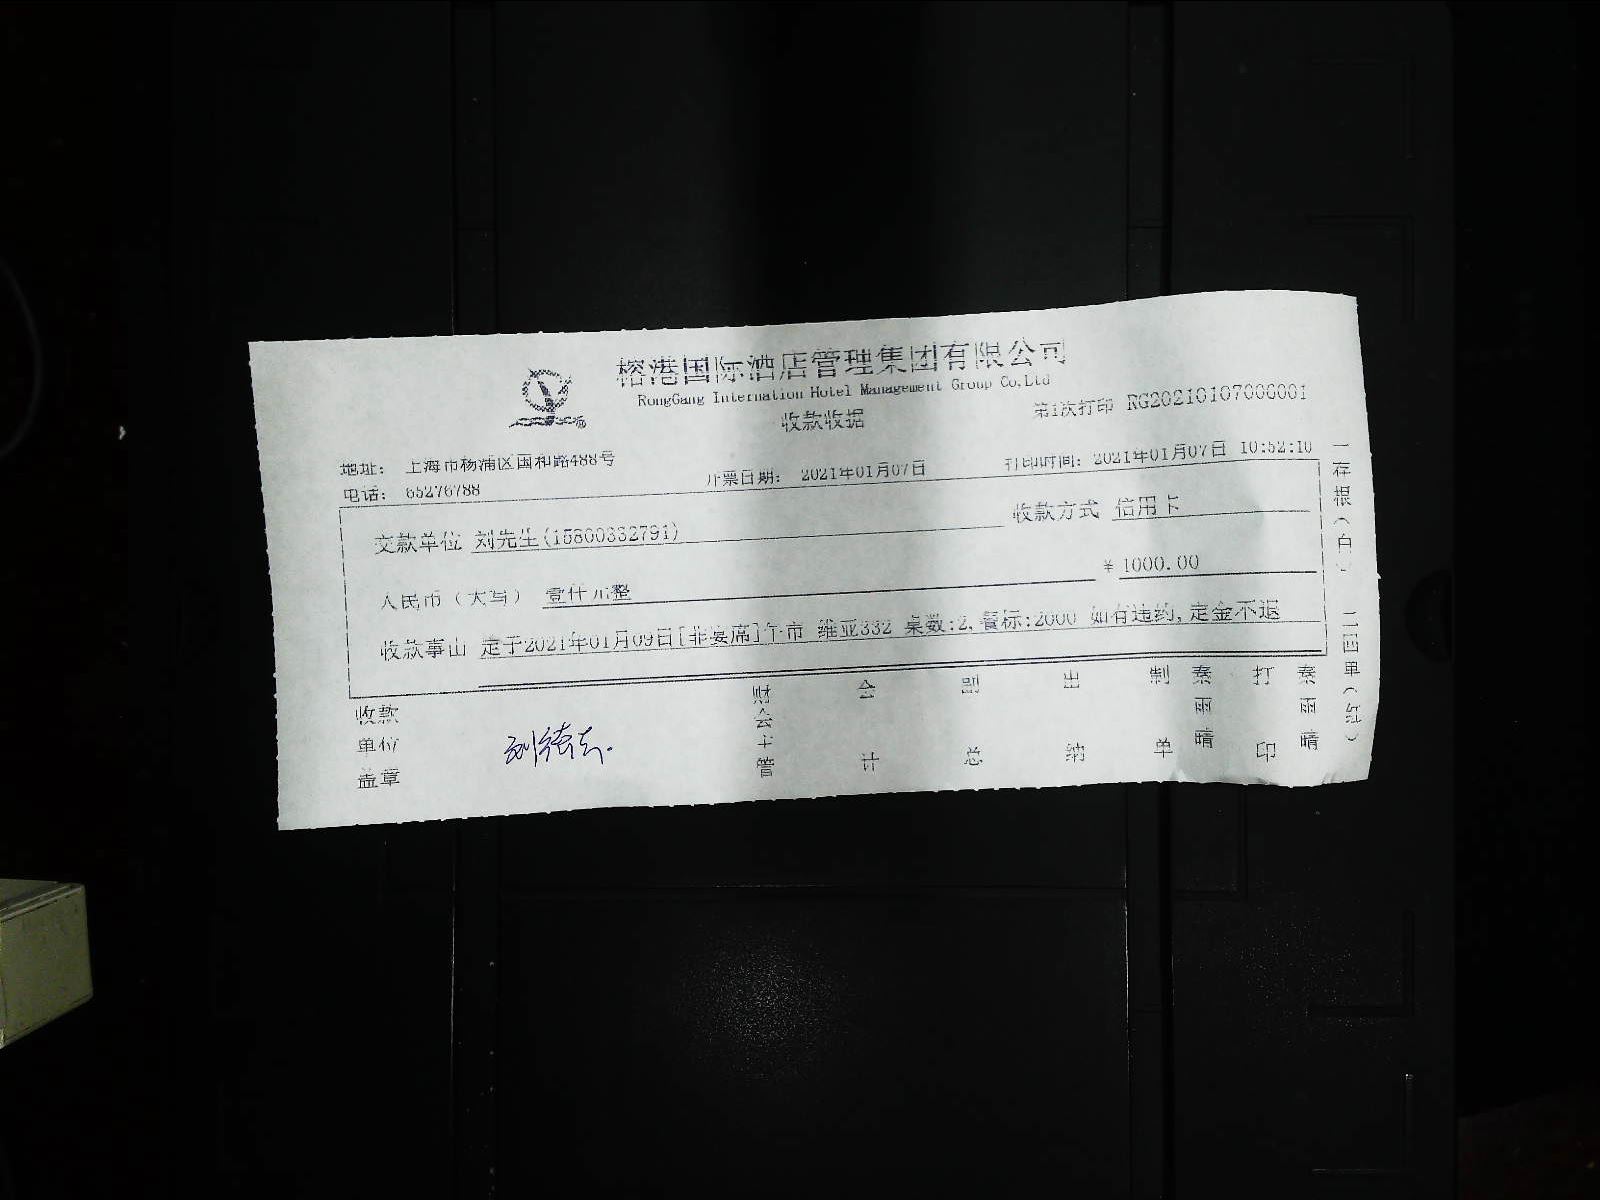 榕港国际酒店管理集团有限公司
RongGang Internation Hotel Management Group Co,Ltd
收款收据
第1次打印 RG20210107000001
地址： 上海市杨浦区国和路488号
电话： 65276788
开票日期： 2021年01月07日
打印时间： 2021年01月07日 10:52:10
交款单位 刘先生(15800332791)
收款方式 信用卡
人民币（大写） 壹仟元整
¥ 1000.00
收款事由 定于2021年01月09日[非宴席]午市 维亚332 桌数:2,餐标:2000 如有违约,定金不退
收款单位盖章
财会主管
会计
副总
出纳
制单
秦雨晴
打印
秦雨晴
一存根(白) 二四单(红)